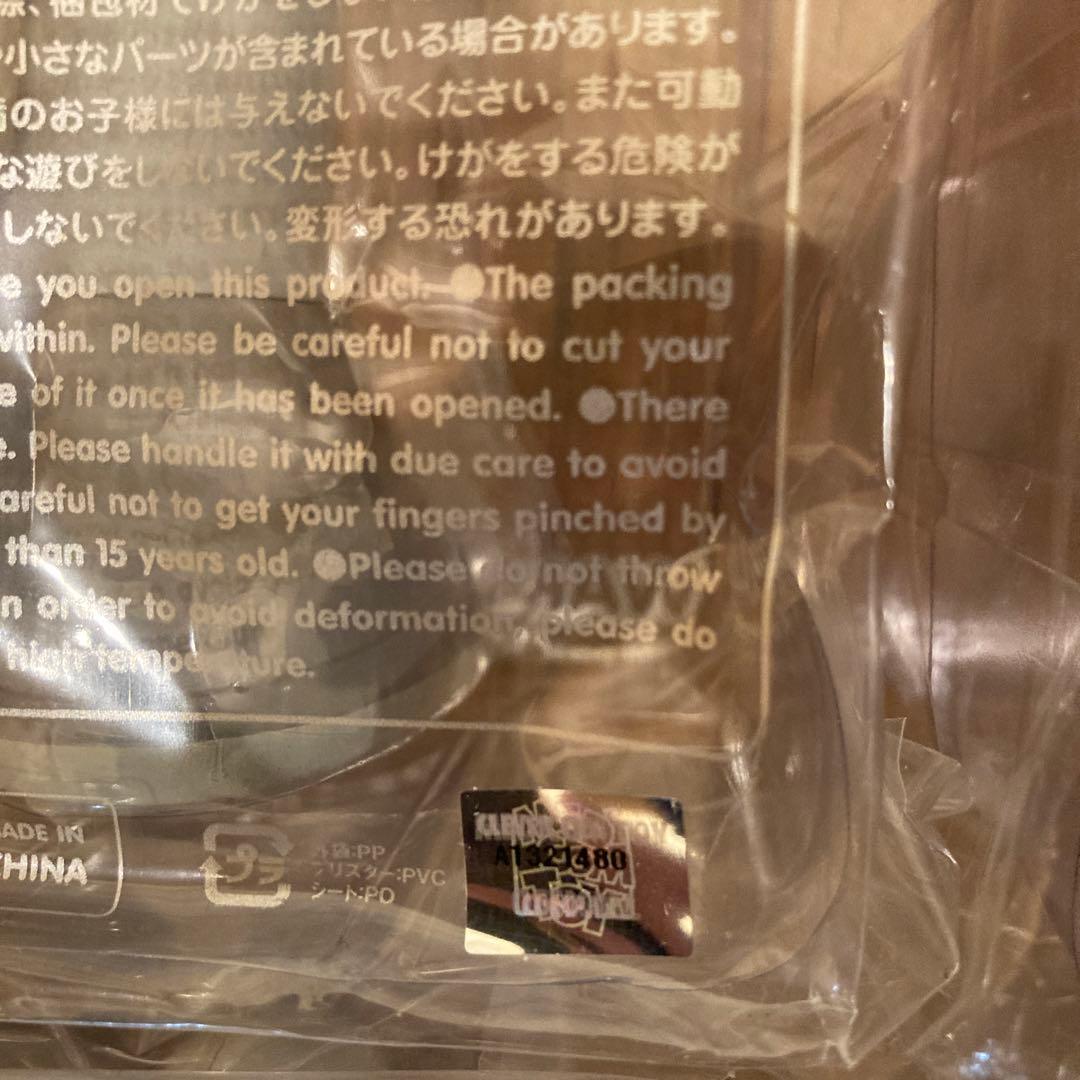 小さなパーツが含まれている場合があります。
のお子様には与えないでください。また可動
な遊びをしないでください。けがをする危険が
しないでください。変形する恐れがあります。
e you open this product. ●The packing
within. Please be careful not to cut your
e of it once it has been opened. ●There
e. Please handle it with due care to avoid
areful not to get your fingers pinched by
than 15 years old. ●Please do not throw
n order to avoid deformation, please do
high temperature.
MADE IN
CHINA
プラ
外袋:PP
ブリスター:PVC
シート:PO
A1321480